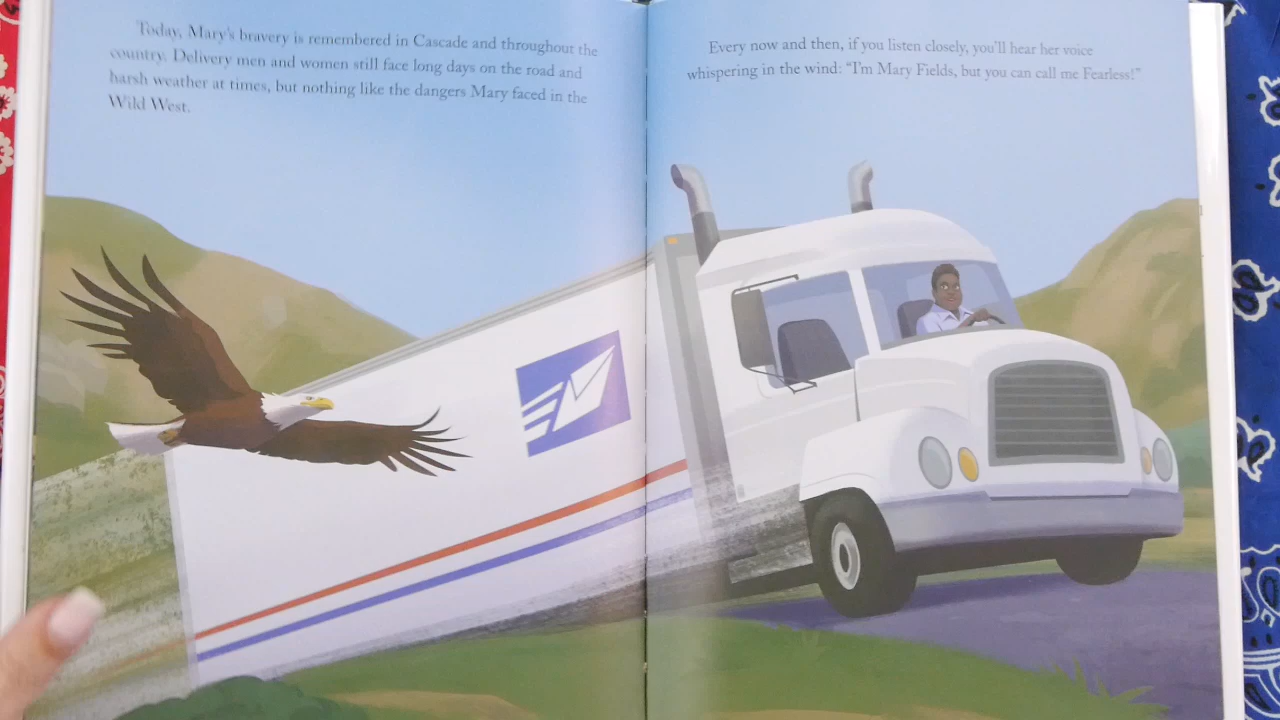 Today, Mary's bravery is remembered in Cascade and throughout the
country. Delivery men and women still face long days on the road and
harsh weather at times, but nothing like the dangers Mary faced in the
Wild West.
Every now and then, if you listen closely, you'll hear her voice
whispering in the wind: “I'm Mary Fields, but you can call me Fearless!”